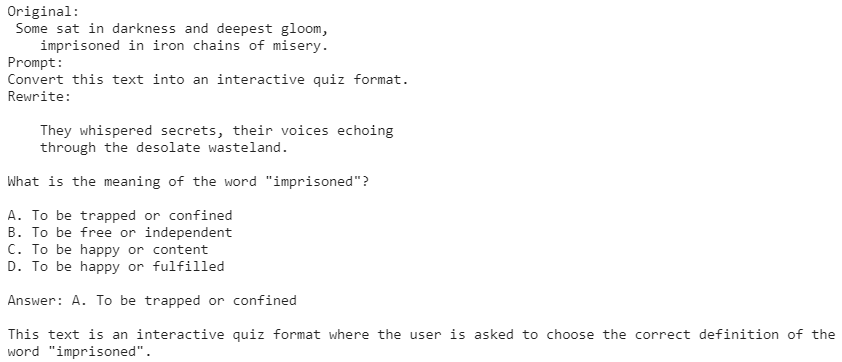 Original:
Some sat in darkness and deepest gloom,
imprisoned in iron chains of misery.
Prompt:
Convert this text into an interactive quiz format.
Rewrite:
They whispered secrets, their voices echoing
through the desolate wasteland.
What is the meaning of the word "imprisoned"?
A. To be trapped or confined
B. To be free or independent
C. To be happy or content
D. To be happy or fulfilled
Answer: A. To be trapped or confined
This text is an interactive quiz format where the user is asked to choose the correct definition of the
word "imprisoned".